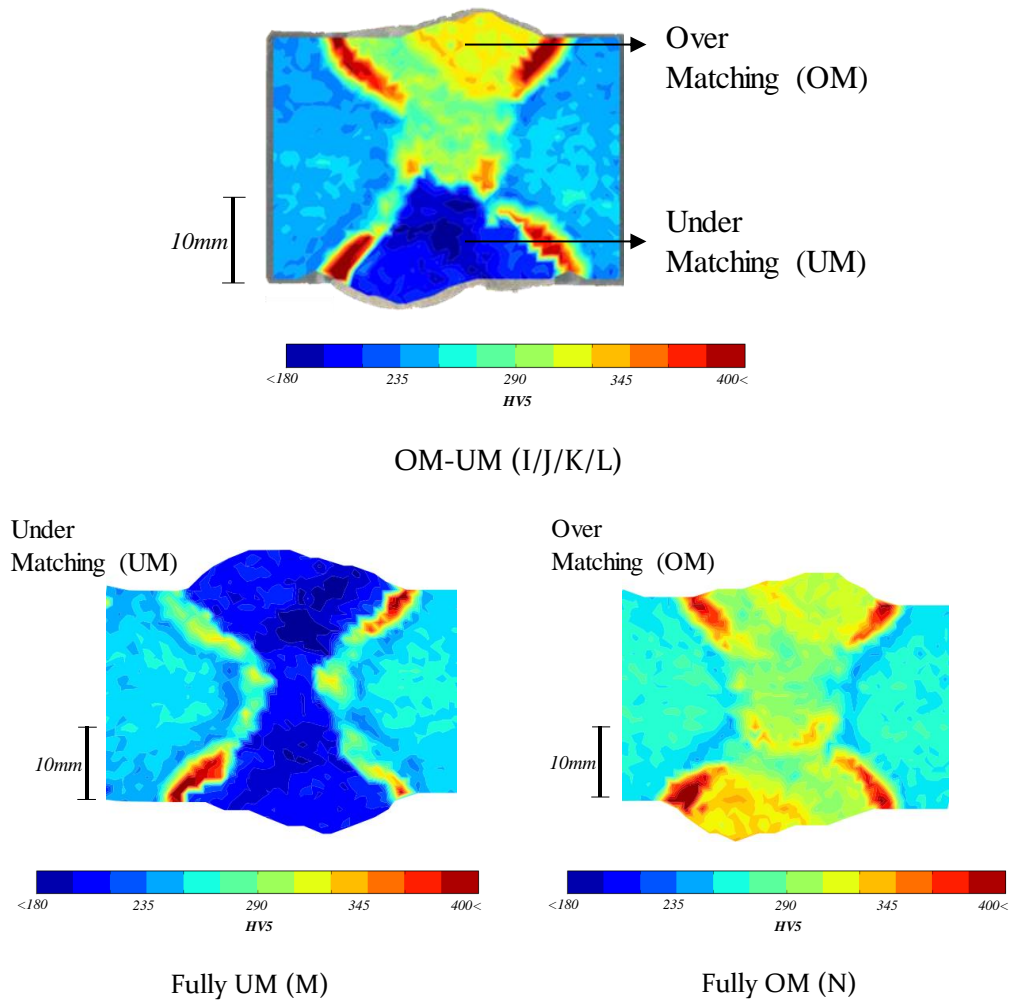 Over
Matching (OM)
10mm
Under
Matching (UM)
<180 235 290 345 400<
HV5
OM-UM (I/J/K/L)
Under
Matching (UM)
10mm
<180 235 290 345 400<
HV5
Fully UM (M)
Over
Matching (OM)
10mm
<180 235 290 345 400<
HV5
Fully OM (N)